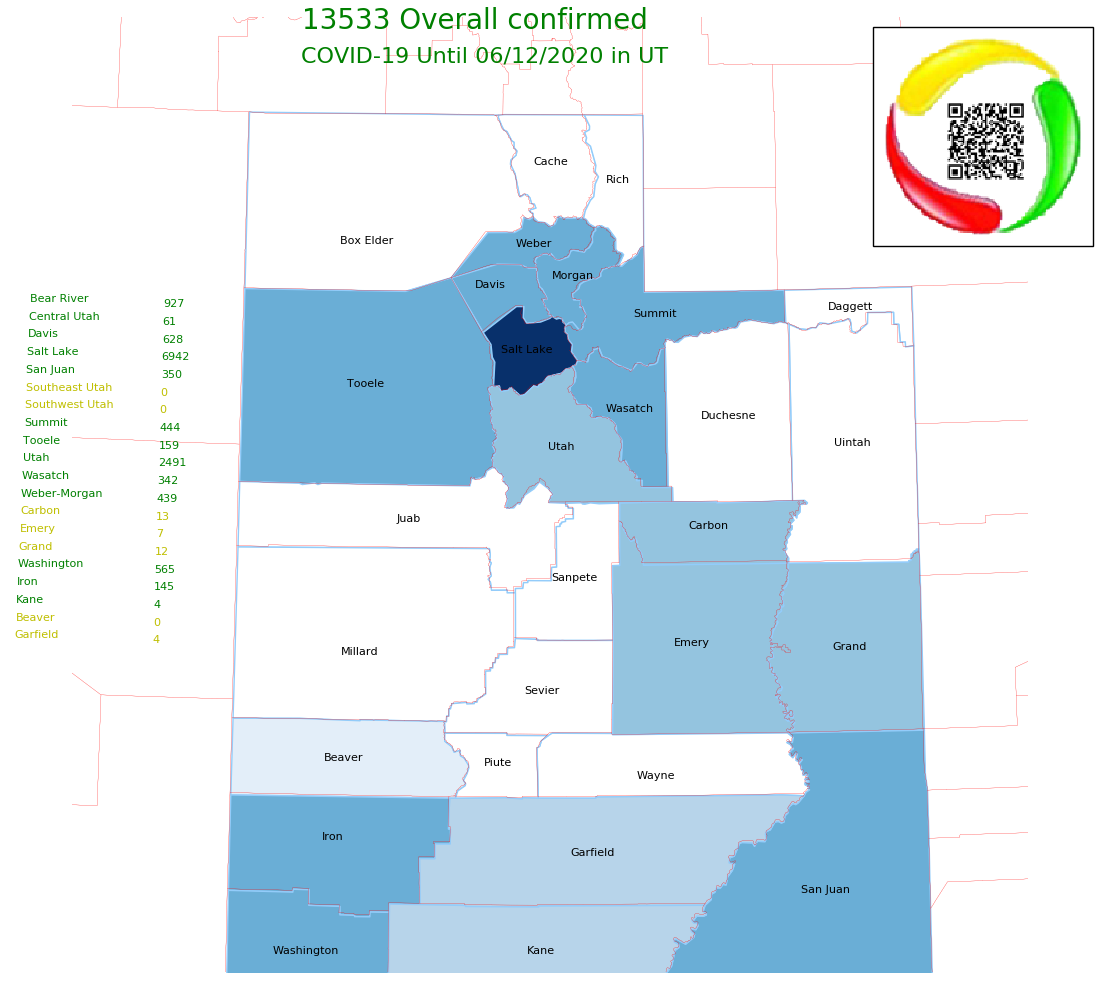 13533 Overall confirmed
COVID-19 Until 06/12/2020 in UT
Cache
Rich
Box Elder
Weber
Morgan
Davis
Summit
Daggett
Salt Lake
Tooele
Wasatch
Duchesne
Uintah
Utah
Juab
Carbon
Sanpete
Millard
Emery
Grand
Sevier
Beaver
Piute
Wayne
Iron
Garfield
San Juan
Washington
Kane
Bear River 927
Central Utah 61
Davis 628
Salt Lake 6942
San Juan 350
Southeast Utah 0
Southwest Utah 0
Summit 444
Tooele 159
Utah 2491
Wasatch 342
Weber-Morgan 439
Carbon 13
Emery 7
Grand 12
Washington 565
Iron 145
Kane 4
Beaver 0
Garfield 4